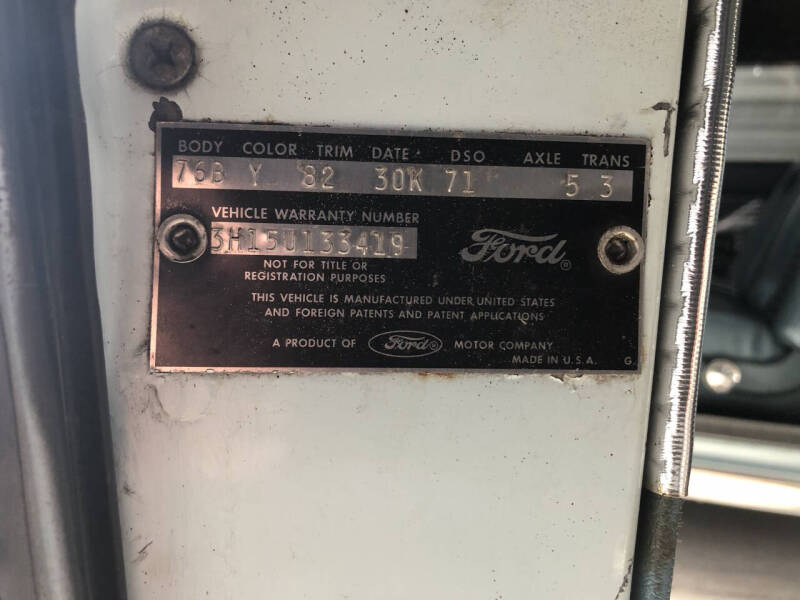 BODY COLOR TRIM DATE DSO AXLE TRANS
76B Y 82 30K 71 5 3
VEHICLE WARRANTY NUMBER
3H15U133419
Ford®
NOT FOR TITLE OR
REGISTRATION PURPOSES
THIS VEHICLE IS MANUFACTURED UNDER UNITED STATES
AND FOREIGN PATENTS AND PATENT APPLICATIONS
A PRODUCT OF Ford® MOTOR COMPANY
MADE IN U.S.A. G.